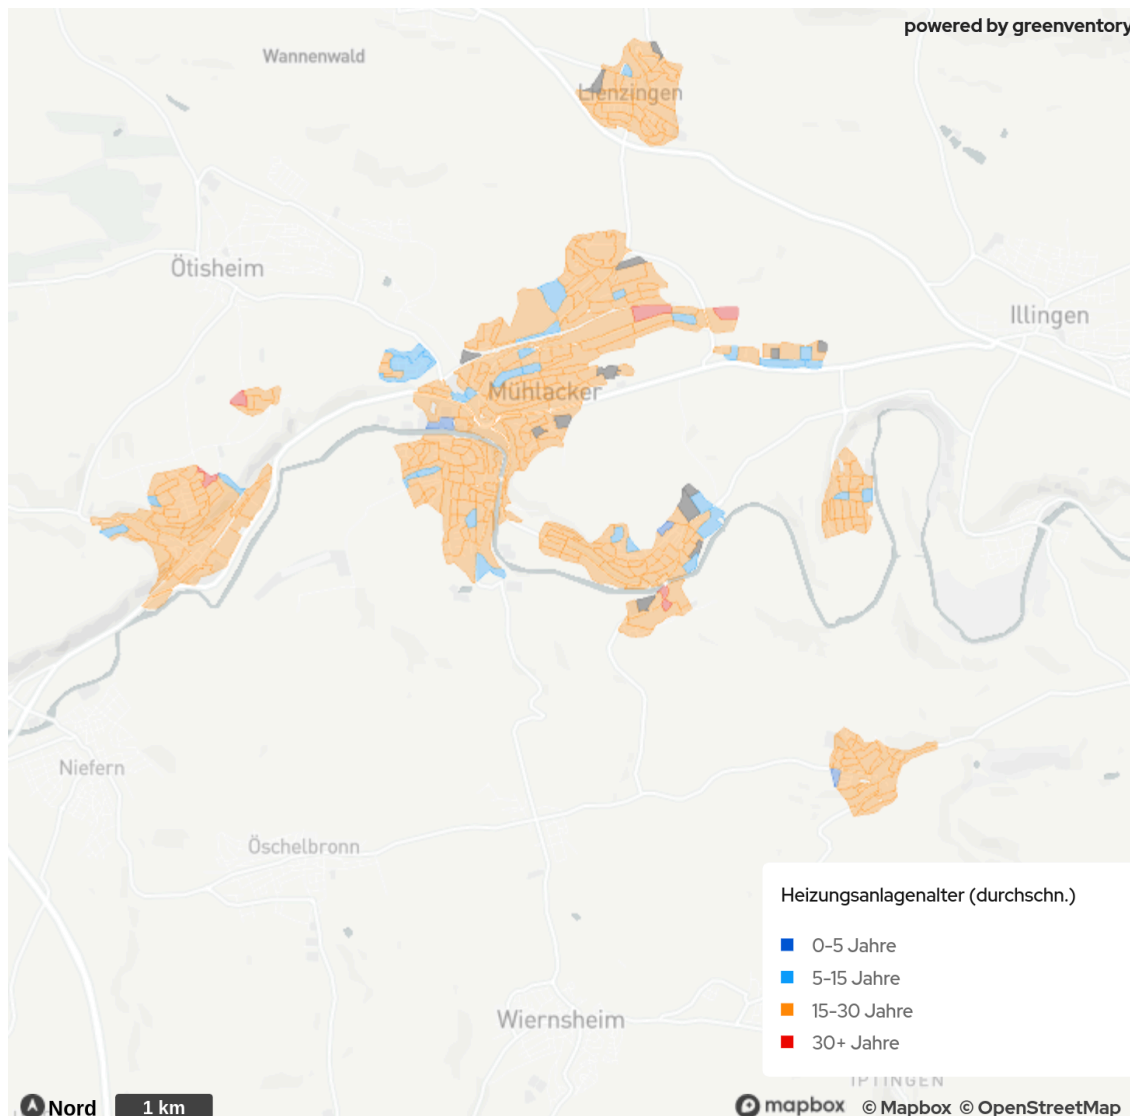 powered by greenventory
Wannenwald
Lienzingen
Ötisheim
Illingen
Mühlacker
Niefern
Öschelbronn
Wiernsheim
Heizungsanlagenalter (durchschn.)
0-5 Jahre
5-15 Jahre
15-30 Jahre
30+ Jahre
IPTINGEN
Nord
1 km
mapbox
© Mapbox © OpenStreetMap